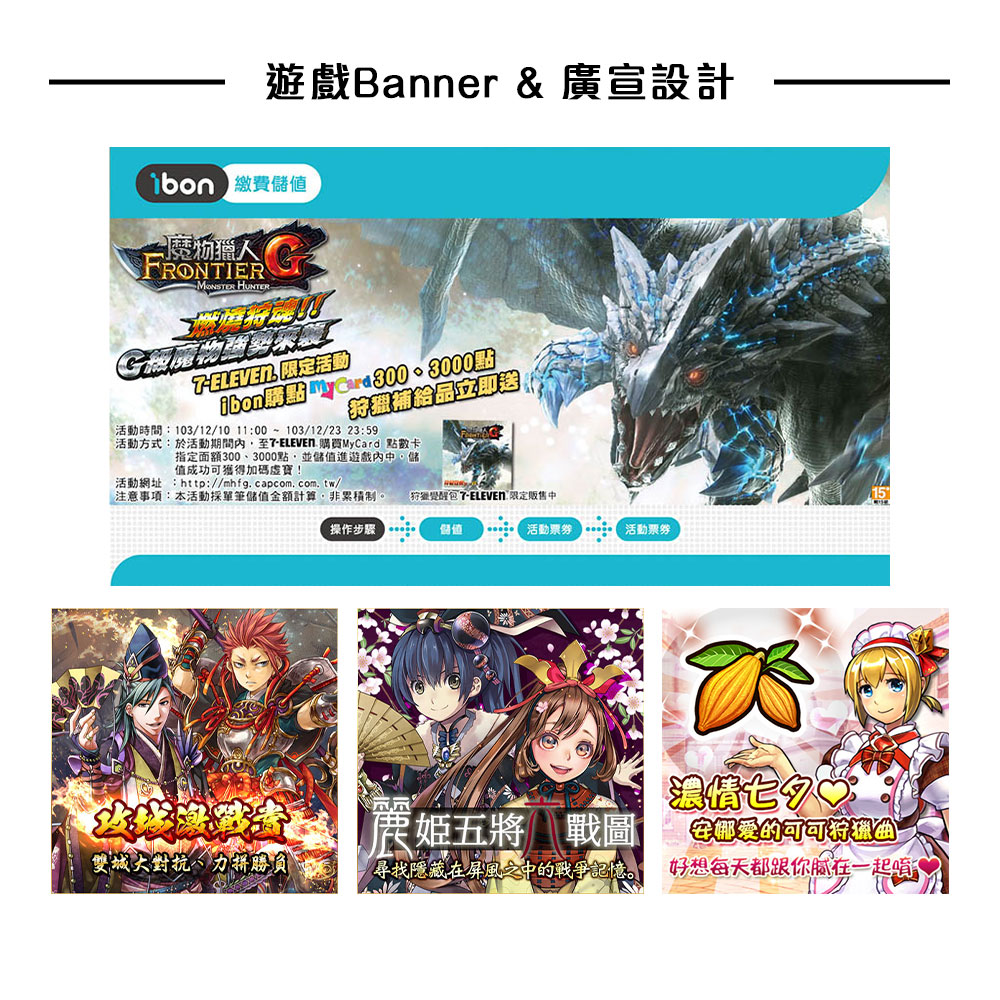 遊戲Banner & 廣宣設計
ibon 繳費儲值
魔物獵人
FRONTIER G
MONSTER HUNTER
燃燒狩魂!!
G級魔物強勢來襲
7-ELEVEN. 限定活動
ibon購點 MyCard 300、3000點
狩獵補給品立即送
活動時間：103/12/10 11:00 ~ 103/12/23 23:59
活動方式：於活動期間內，至7-ELEVEN. 購買MyCard 點數卡
指定面額300、3000點，並儲值進遊戲內中，儲
值成功可獲得加碼虛寶！
活動網址 ：http://mhfg.capcom.com.tw/
注意事項：本活動採單筆儲值金額計算，非累積制。
FRONTIER G
狩獵覺醒包 7-ELEVEN. 限定販售中
15+
操作步驟 儲值 活動票券 活動票券
攻城激戰書
雙城大對抗、力拼勝負
麗姬五將六戰圖
尋找隱藏在屏風之中的戰爭記憶。
濃情七夕
安娜愛的可可狩獵曲
好想每天都跟你膩在一起唷